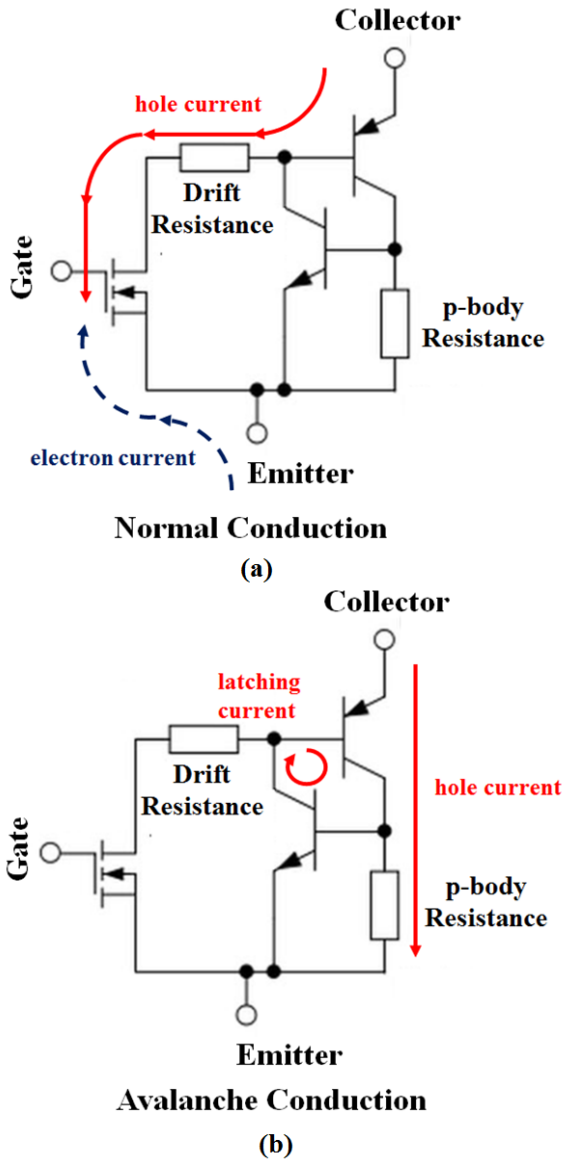 Collector
hole current
Drift
Resistance
Gate
p-body
Resistance
electron current
Emitter
Normal Conduction
(a)
Collector
latching
current
Drift
Resistance
hole current
Gate
p-body
Resistance
Emitter
Avalanche Conduction
(b)